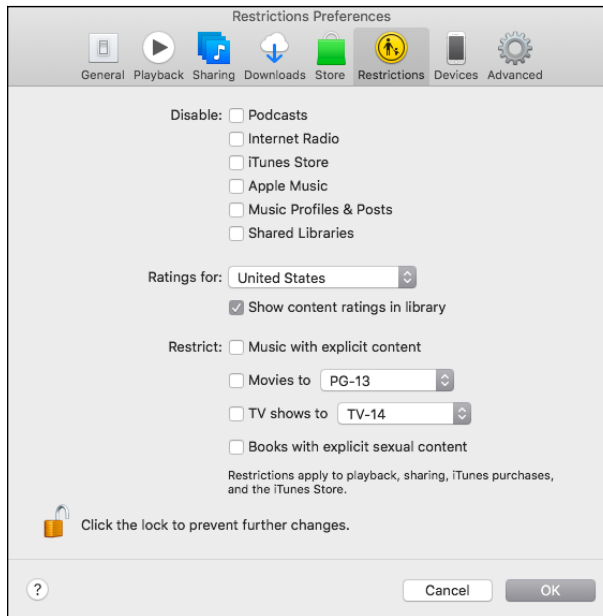 Restrictions Preferences
General Playback Sharing Downloads Store Restrictions Devices Advanced
Disable: Podcasts
Internet Radio
iTunes Store
Apple Music
Music Profiles & Posts
Shared Libraries
Ratings for: United States
Show content ratings in library
Restrict: Music with explicit content
Movies to PG-13
TV shows to TV-14
Books with explicit sexual content
Restrictions apply to playback, sharing, iTunes purchases,
and the iTunes Store.
Click the lock to prevent further changes.
? Cancel OK